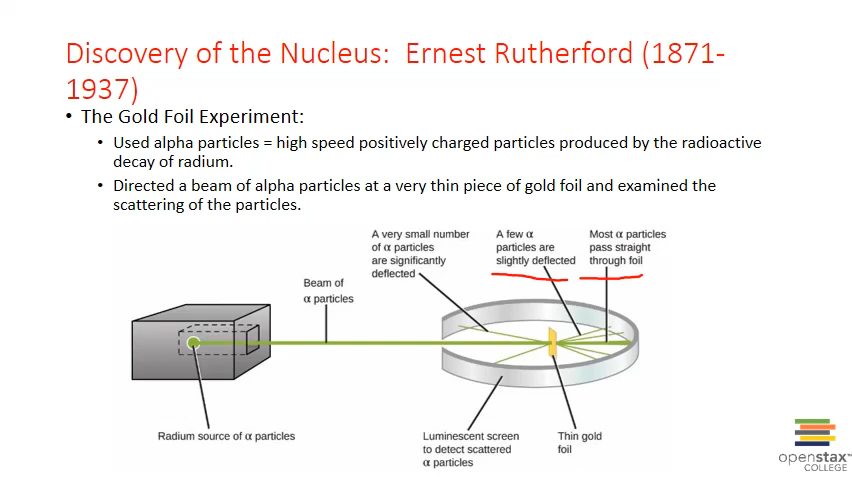 Discovery of the Nucleus: Ernest Rutherford (1871-
1937)
• The Gold Foil Experiment:
• Used alpha particles = high speed positively charged particles produced by the radioactive
decay of radium.
• Directed a beam of alpha particles at a very thin piece of gold foil and examined the
scattering of the particles.
A very small number
of α particles
are significantly
deflected
A few α
particles are
slightly deflected
Most α particles
pass straight
through foil
Beam of
α particles
Radium source of α particles
Luminescent screen
to detect scattered
α particles
Thin gold
foil
openstax™
COLLEGE